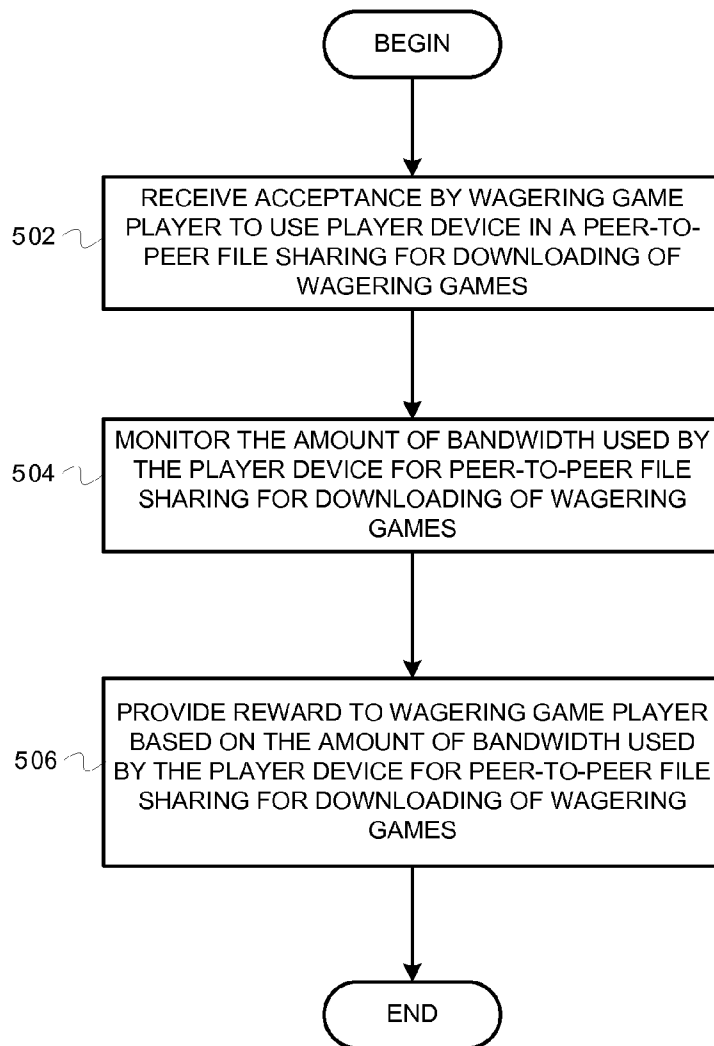 BEGIN
502
RECEIVE ACCEPTANCE BY WAGERING GAME
PLAYER TO USE PLAYER DEVICE IN A PEER-TO-
PEER FILE SHARING FOR DOWNLOADING OF
WAGERING GAMES
504
MONITOR THE AMOUNT OF BANDWIDTH USED BY
THE PLAYER DEVICE FOR PEER-TO-PEER FILE
SHARING FOR DOWNLOADING OF WAGERING
GAMES
506
PROVIDE REWARD TO WAGERING GAME PLAYER
BASED ON THE AMOUNT OF BANDWIDTH USED
BY THE PLAYER DEVICE FOR PEER-TO-PEER FILE
SHARING FOR DOWNLOADING OF WAGERING
GAMES
END